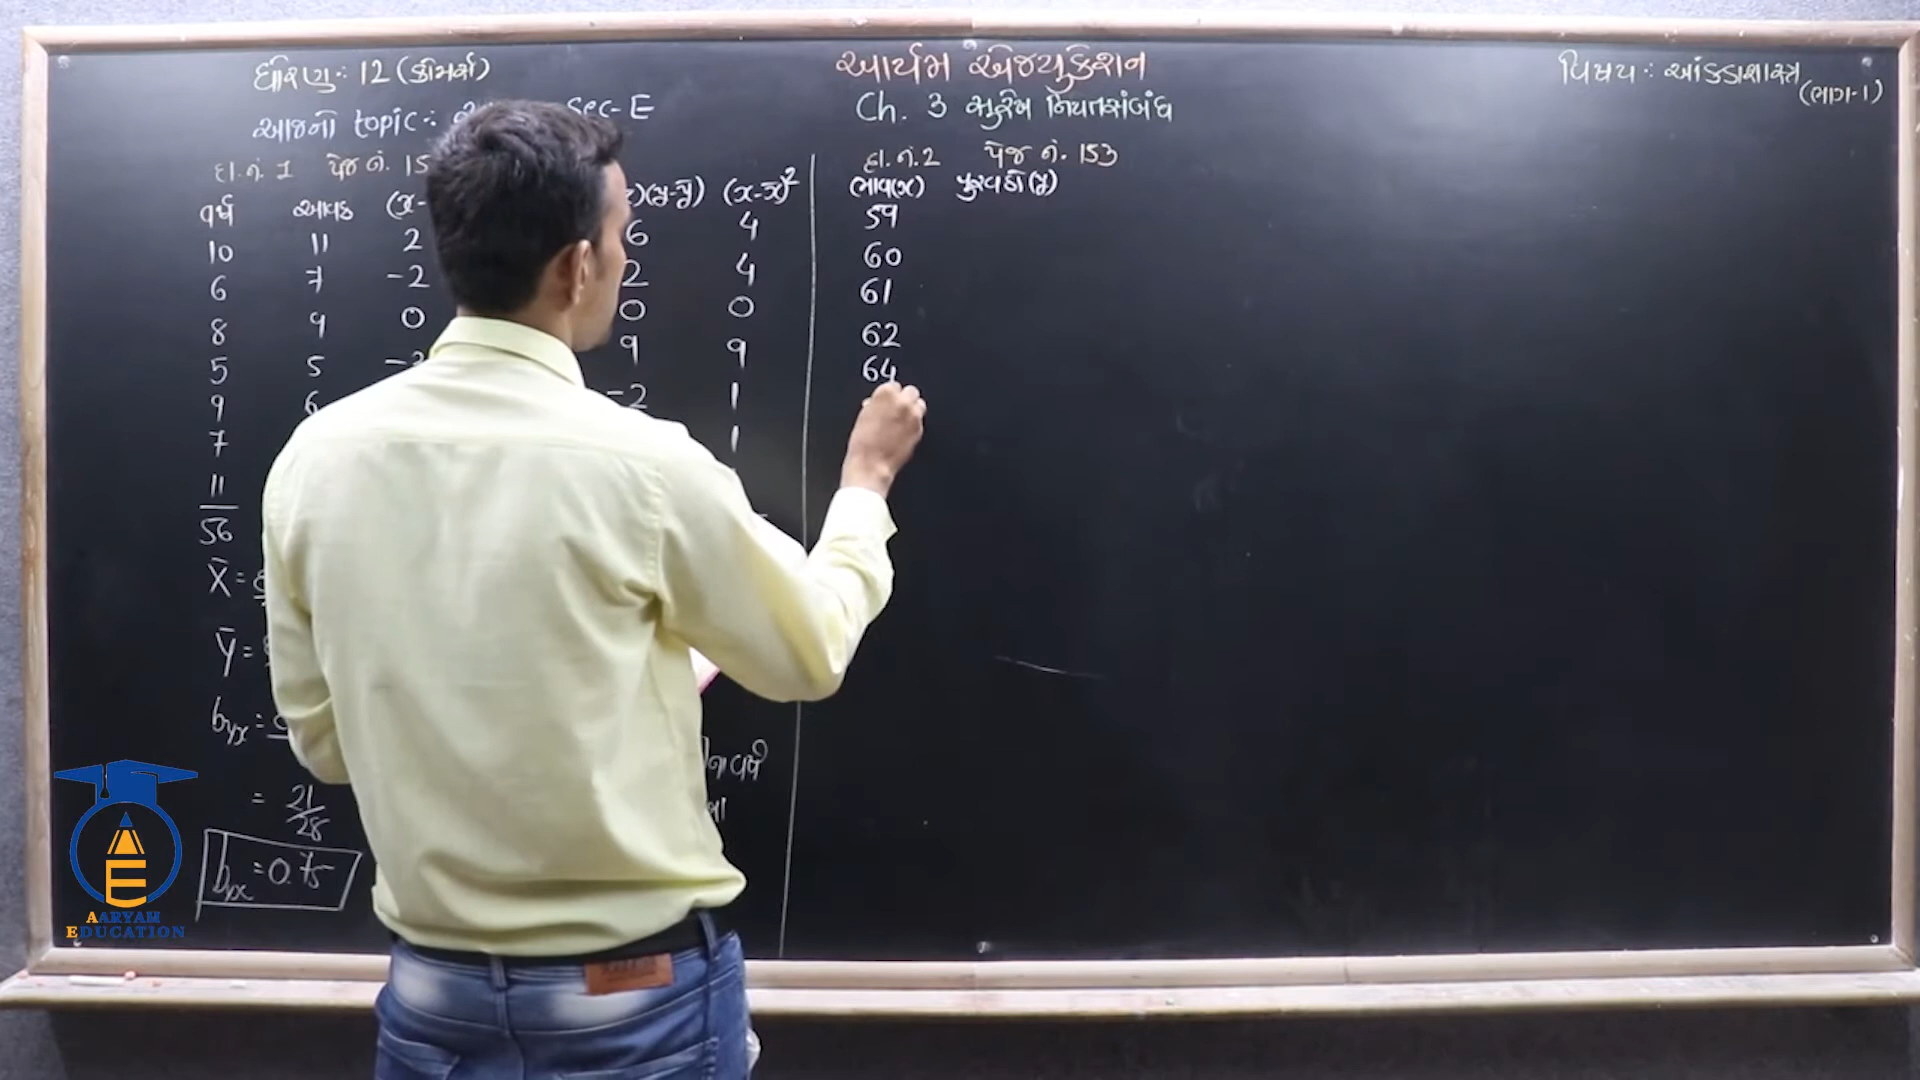 ધોરણ : 12 (કોમર્સ)
આર્યમ એજ્યુકેશન
વિષય : આંકડાશાસ્ત્ર
(ભાગ-1)
આજનો topic : Sec-E
Ch. 3 સુરેખ નિયતસંબંધ
દા.નં. 1 પેજ નં. 15
વર્ષ આવક (x- )(y-ȳ) (x-x̄)²
10 11 2 6 4
6 7 -2 2 4
8 9 0 0 0
5 5 9 9
9 6 -2 1
7 1
11
56
X̄ =
Ȳ =
byx =
= 21/28
byx = 0.75
દા.નં. 2 પેજ નં. 153
ભાવ(x) પુરવઠો(y)
59
60
61
62
64
AARYAM
EDUCATION